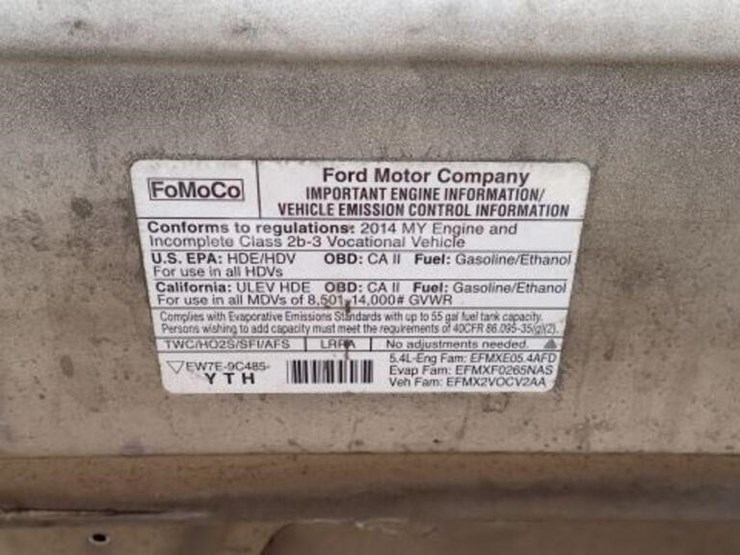 FoMoCo
Ford Motor Company
IMPORTANT ENGINE INFORMATION/
VEHICLE EMISSION CONTROL INFORMATION
Conforms to regulations: 2014 MY Engine and
Incomplete Class 2b-3 Vocational Vehicle
U.S. EPA: HDE/HDV OBD: CA II Fuel: Gasoline/Ethanol
For use in all HDVs
California: ULEV HDE OBD: CA II Fuel: Gasoline/Ethanol
For use in all MDVs of 8,501-14,000# GVWR
Complies with Evaporative Emissions Standards with up to 55 gal fuel tank capacity.
Persons wishing to add capacity must meet the requirements of 40CFR 86.095-35(g)(2).
TWC/HO2S/SFI/AFS No adjustments needed.
EW7E-9C485-
YTH
5.4L-Eng Fam: EFMXE05.4AFD
Evap Fam: EFMXF0265NAS
Veh Fam: EFMX2VOCV2AA